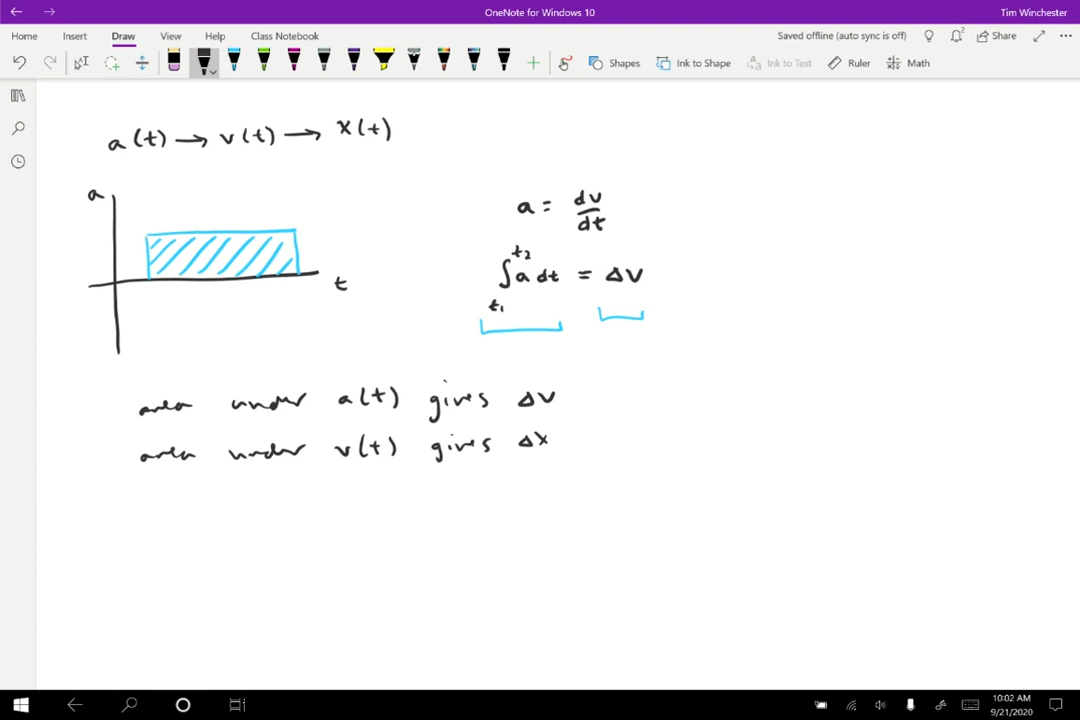 OneNote for Windows 10
Tim Winchester
Home Insert Draw View Help Class Notebook
Saved offline (auto sync is off) Share
Shapes Ink to Shape Ink to Text Ruler Math
a(t) → v(t) → x(t)
a
t
a = dv/dt
∫ a dt = Δv
t₂
t₁
area under a(t) gives Δv
area under v(t) gives Δx
10:02 AM
9/21/2020